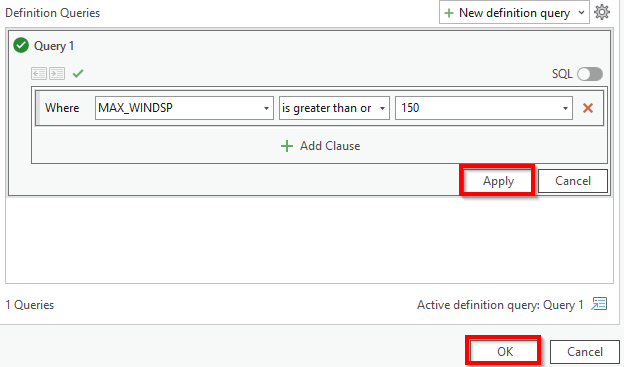 Definition Queries
New definition query
Query 1
SQL
Where MAX_WINDSP is greater than or 150
Add Clause
Apply Cancel
1 Queries Active definition query: Query 1
OK Cancel